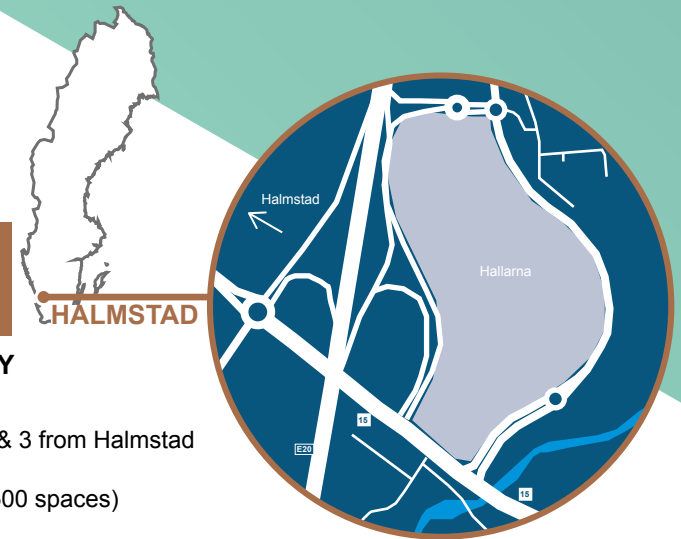 HALMSTAD
Y
& 3 from Halmstad
00 spaces)
Halmstad
Hallarna
15
E20
15